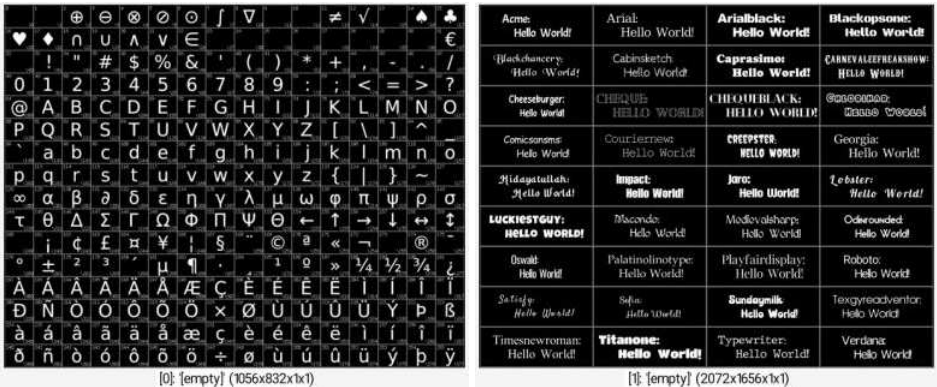 ⊕ ⊖ ⊗ ⊘ ⊙ ∫ ∇ ≠ √ ♠ ♣
♥ ♦ ∩ ∪ ∧ ∨ ∈ €
! " # $ % & ' ( ) * + , - . /
0 1 2 3 4 5 6 7 8 9 : ; < = > ?
@ A B C D E F G H I J K L M N O
P Q R S T U V W X Y Z [ \ ] ^ _
` a b c d e f g h i j k l m n o
p q r s t u v w x y z { | } ~
∞ α β ∂ δ ε η γ λ μ ω φ π ψ ρ σ
τ θ Δ Σ Γ Ω Φ Π Ψ Θ ← ↑ → ↓ ↔ ↕
¡ ¢ £ ¤ ¥ ¦ § ¨ © ª « ¬ ® ¯
° ± ² ³ ´ µ ¶ · ¸ ¹ º » ¼ ½ ¾ ¿
À Á Â Ã Ä Å Æ Ç È É Ê Ë Ì Í Î Ï
Ð Ñ Ò Ó Ô Õ Ö × Ø Ù Ú Û Ü Ý Þ ß
à á â ã ä å æ ç è é ê ë ì í î ï
ð ñ ò ó ô õ ö ÷ ø ù ú û ü ý þ ÿ
[0]: '[empty]' (1056x832x1x1)
Acme: Arial: Arialblack: Blackopsone:
Hello World! Hello World! Hello World! Hello World!
Blackchancery: Cabinsketch: Caprasimo: CARNEVALEEFREAKSHOW:
Hello World! Hello World! Hello World! HELLO WORLD!
Cheeseburger: CHEQUE: CHEQUEBLACK: CHLORINAR:
Hello World! HELLO WORLD! HELLO WORLD! HELLO WORLD!
Comicsansms: Couriernew: CREEPSTER: Georgia:
Hello World! Hello World! HELLO WORLD! Hello World!
Hidayatullah: Impact: Jaro: Lobster:
Hello World! Hello World! Hello World! Hello World!
LUCKIESTGUY: Macondo: Medievalsharp: Odinrounded:
HELLO WORLD! Hello World! Hello World! Hello World!
Oswald: Palatinolinotype: Playfairdisplay: Roboto:
Hello World! Hello World! Hello World! Hello World!
Satisfy: Sofia: Sundaymilk: Texgyreadventor:
Hello World! Hello World! Hello World! Hello World!
Timesnewroman: Titanone: Typewriter: Verdana:
Hello World! Hello World! Hello World! Hello World!
[1]: '[empty]' (2072x1656x1x1)